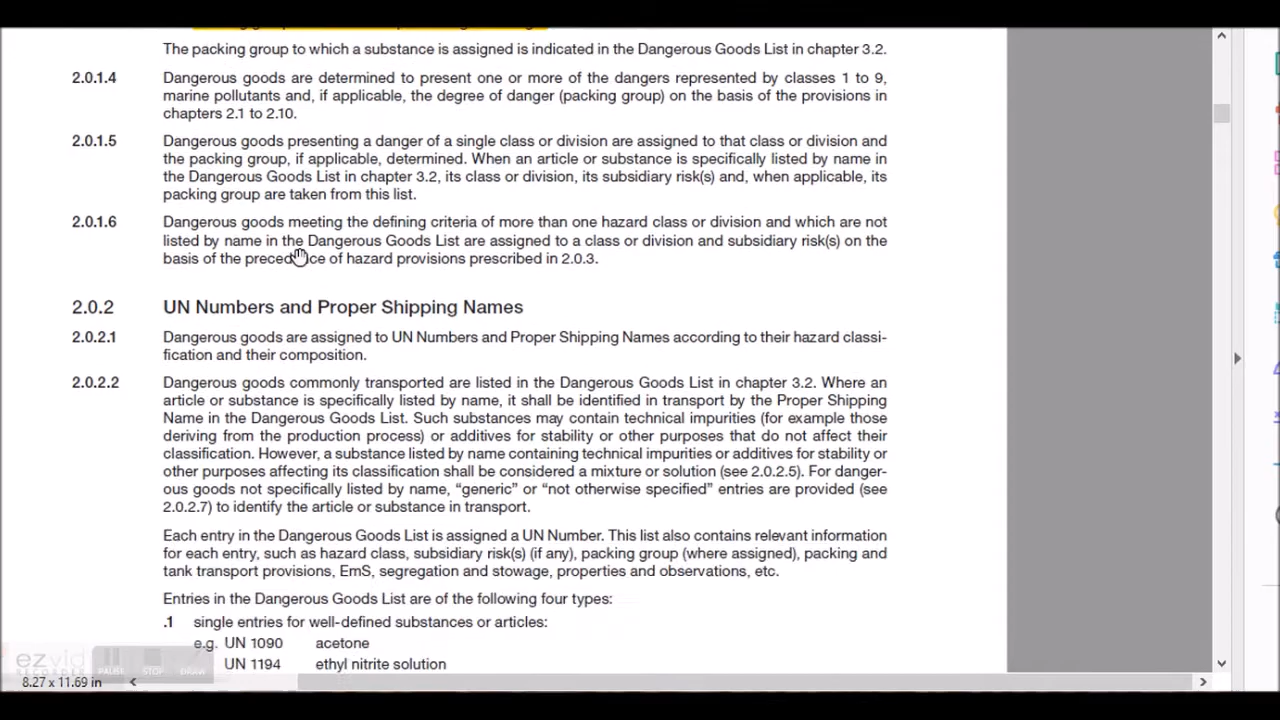 The packing group to which a substance is assigned is indicated in the Dangerous Goods List in chapter 3.2.
2.0.1.4 Dangerous goods are determined to present one or more of the dangers represented by classes 1 to 9,
marine pollutants and, if applicable, the degree of danger (packing group) on the basis of the provisions in
chapters 2.1 to 2.10.
2.0.1.5 Dangerous goods presenting a danger of a single class or division are assigned to that class or division and
the packing group, if applicable, determined. When an article or substance is specifically listed by name in
the Dangerous Goods List in chapter 3.2, its class or division, its subsidiary risk(s) and, when applicable, its
packing group are taken from this list.
2.0.1.6 Dangerous goods meeting the defining criteria of more than one hazard class or division and which are not
listed by name in the Dangerous Goods List are assigned to a class or division and subsidiary risk(s) on the
basis of the precedence of hazard provisions prescribed in 2.0.3.
2.0.2 UN Numbers and Proper Shipping Names
2.0.2.1 Dangerous goods are assigned to UN Numbers and Proper Shipping Names according to their hazard classi-
fication and their composition.
2.0.2.2 Dangerous goods commonly transported are listed in the Dangerous Goods List in chapter 3.2. Where an
article or substance is specifically listed by name, it shall be identified in transport by the Proper Shipping
Name in the Dangerous Goods List. Such substances may contain technical impurities (for example those
deriving from the production process) or additives for stability or other purposes that do not affect their
classification. However, a substance listed by name containing technical impurities or additives for stability or
other purposes affecting its classification shall be considered a mixture or solution (see 2.0.2.5). For danger-
ous goods not specifically listed by name, “generic” or “not otherwise specified” entries are provided (see
2.0.2.7) to identify the article or substance in transport.
Each entry in the Dangerous Goods List is assigned a UN Number. This list also contains relevant information
for each entry, such as hazard class, subsidiary risk(s) (if any), packing group (where assigned), packing and
tank transport provisions, EmS, segregation and stowage, properties and observations, etc.
Entries in the Dangerous Goods List are of the following four types:
.1 single entries for well-defined substances or articles:
e.g. UN 1090 acetone
UN 1194 ethyl nitrite solution
ezvid
RECORDER
PAUSE STOP DRAW
8.27 x 11.69 in